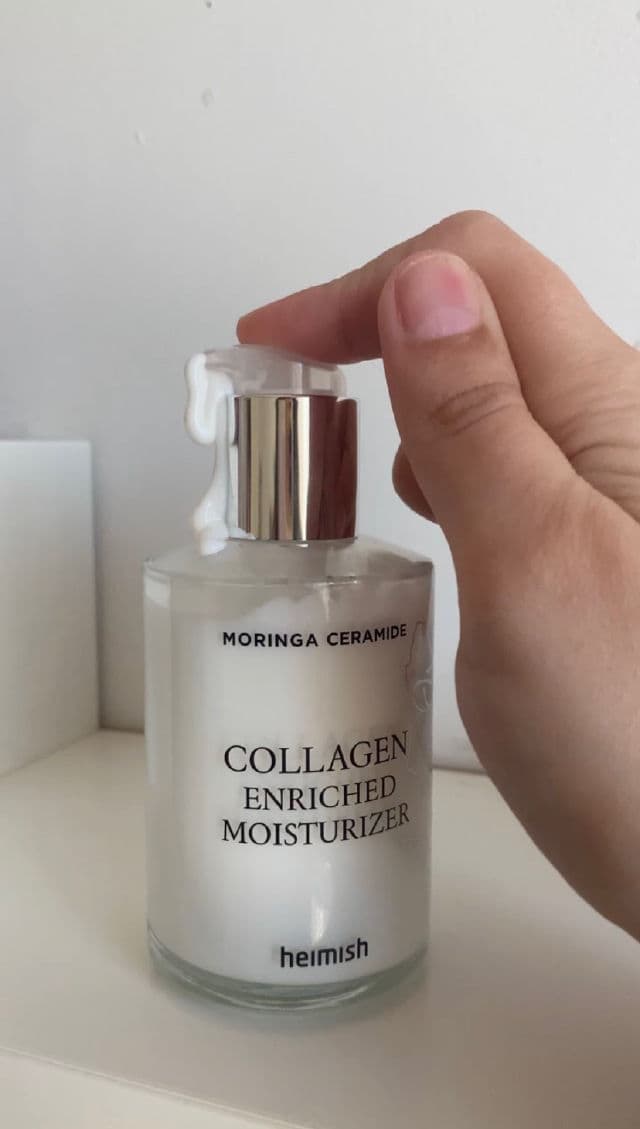 MORINGA CERAMIDE
COLLAGEN
ENRICHED
MOISTURIZER
heimish